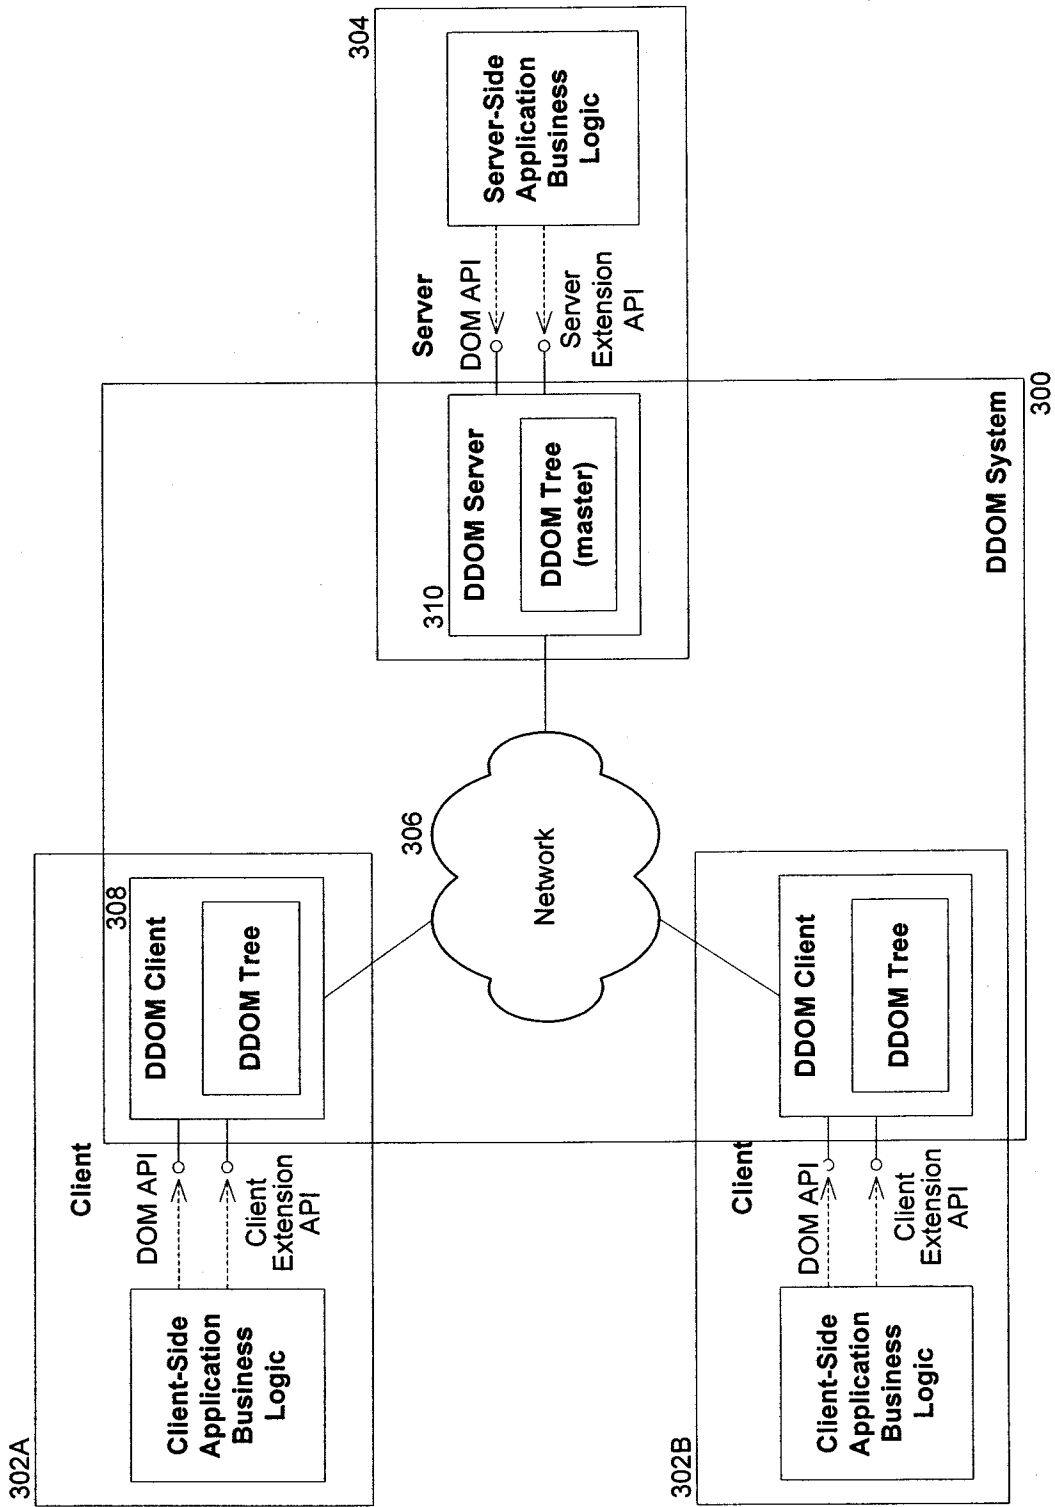 302A
Client
Client-Side
Application
Business
Logic
DOM API
Client
Extension
API
308
DDOM Client
DDOM Tree
306
Network
304
Server
310
DDOM Server
DDOM Tree
(master)
DOM API
Server
Extension
API
Server-Side
Application
Business
Logic
302B
Client
Client-Side
Application
Business
Logic
DOM API
Client
Extension
API
DDOM Client
DDOM Tree
DDOM System
300